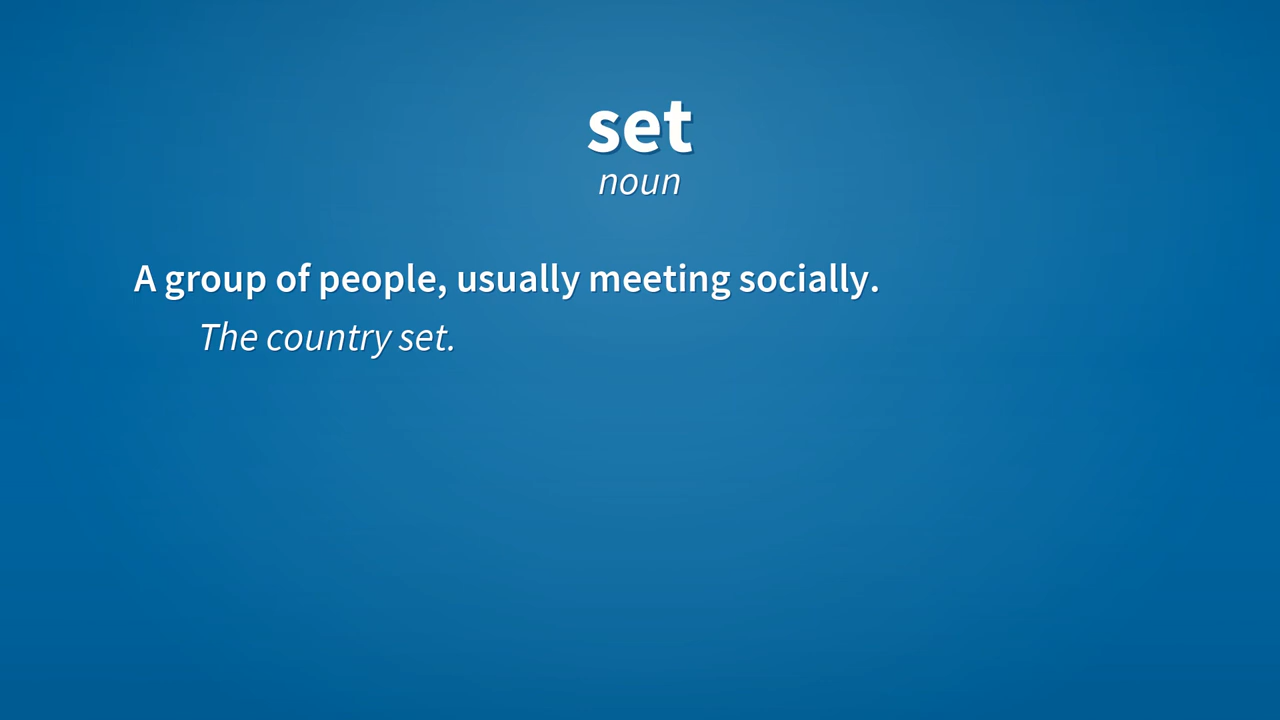 set
noun
A group of people, usually meeting socially.
The country set.